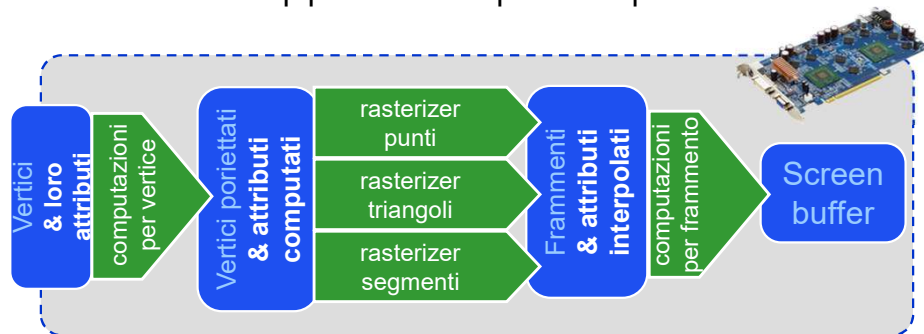 Vertici
& loro
attributi
computazioni
per vertice
Vertici poriettati
& attributi
computati
rasterizer
punti
rasterizer
triangoli
rasterizer
segmenti
Frammenti
& attributi
interpolati
computazioni
per frammento
Screen
buffer